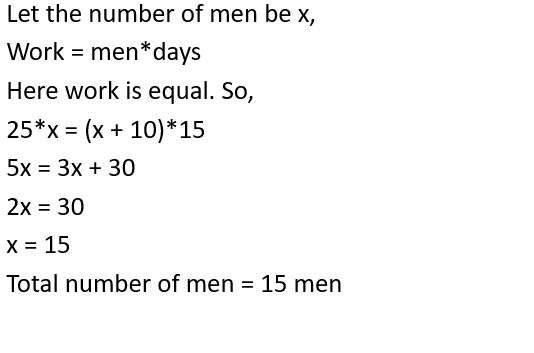 Let the number of men be x,
Work = men*days
Here work is equal. So,
25*x = (x + 10)*15
5x = 3x + 30
2x = 30
x = 15
Total number of men = 15 men